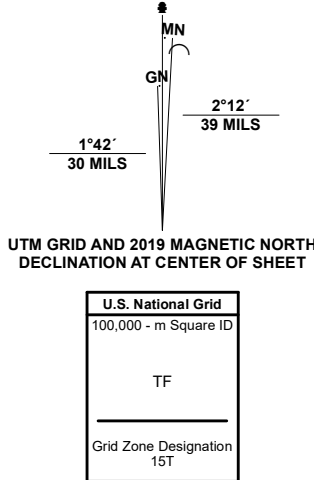 MN
GN
2°12´
39 MILS
1°42´
30 MILS
UTM GRID AND 2019 MAGNETIC NORTH
DECLINATION AT CENTER OF SHEET
U.S. National Grid
100,000 - m Square ID
TF
Grid Zone Designation
15T